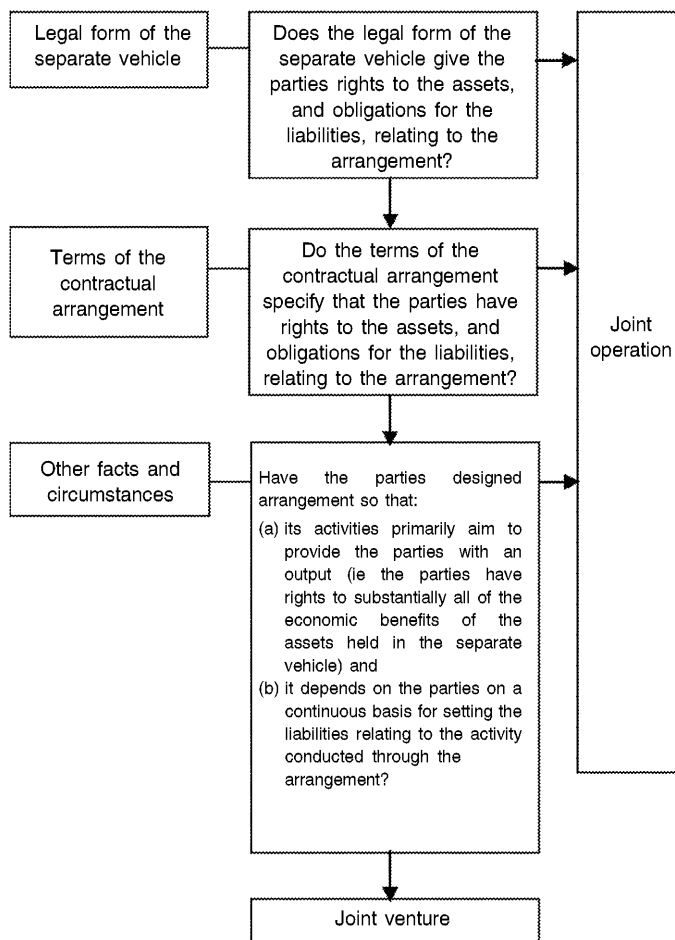 Legal form of the
separate vehicle
Does the legal form of the
separate vehicle give the
parties rights to the assets,
and obligations for the
liabilities, relating to the
arrangement?
Terms of the
contractual
arrangement
Do the terms of the
contractual arrangement
specify that the parties have
rights to the assets, and
obligations for the liabilities,
relating to the arrangement?
Joint
operation
Other facts and
circumstances
Have the parties designed
arrangement so that:
(a) its activities primarily aim to
provide the parties with an
output (ie the parties have
rights to substantially all of the
economic benefits of the
assets held in the separate
vehicle) and
(b) it depends on the parties on a
continuous basis for setting the
liabilities relating to the activity
conducted through the
arrangement?
Joint venture